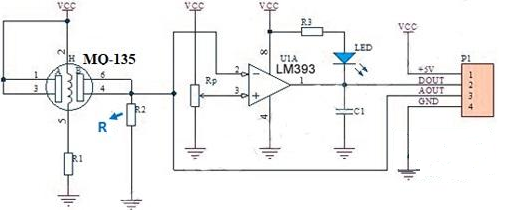 VCC
VCC
VCC
R3
VCC
P1
2
H
MQ-135
8
U1A
LM393
LED
+5V
1
1
A
B
6
2
−
DOUT
2
3
4
Rp
3
+
1
AOUT
3
R
R2
C1
GND
4
5
4
R1